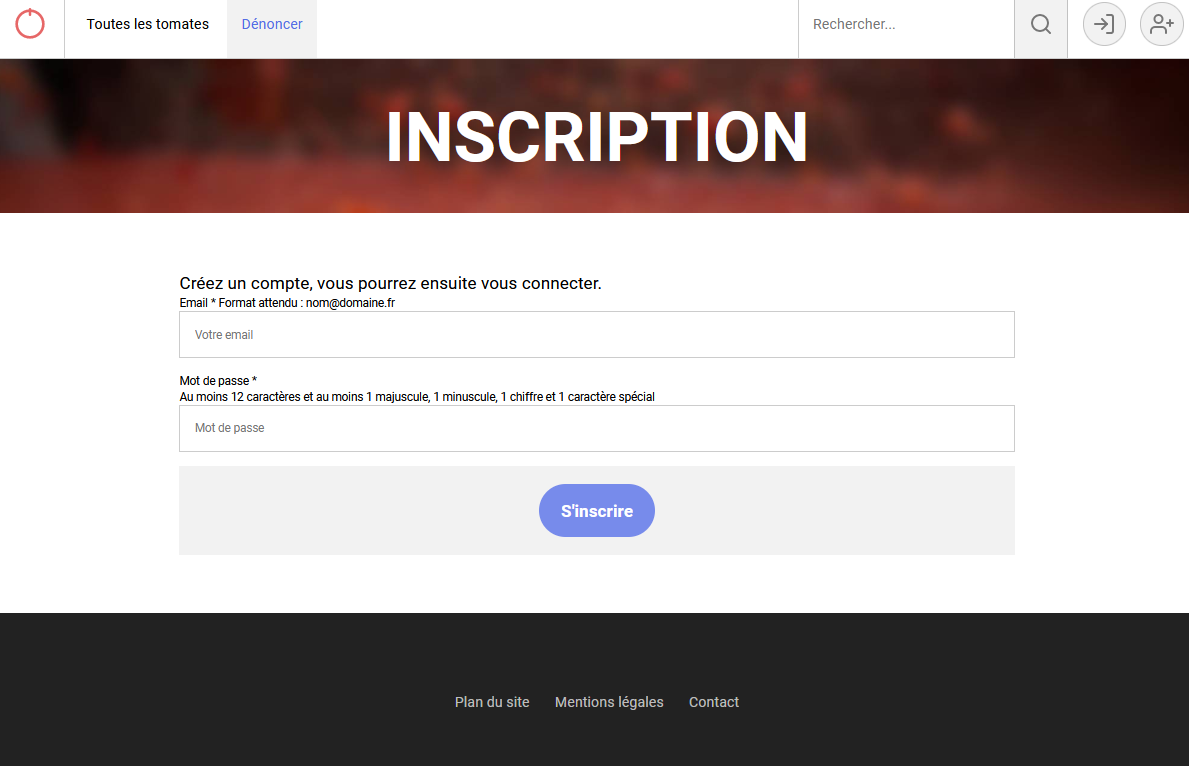 Toutes les tomates Dénoncer Rechercher...
INSCRIPTION
Créez un compte, vous pourrez ensuite vous connecter.
Email * Format attendu : nom@domaine.fr
Votre email
Mot de passe *
Au moins 12 caractères et au moins 1 majuscule, 1 minuscule, 1 chiffre et 1 caractère spécial
Mot de passe
S'inscrire
Plan du site Mentions légales Contact